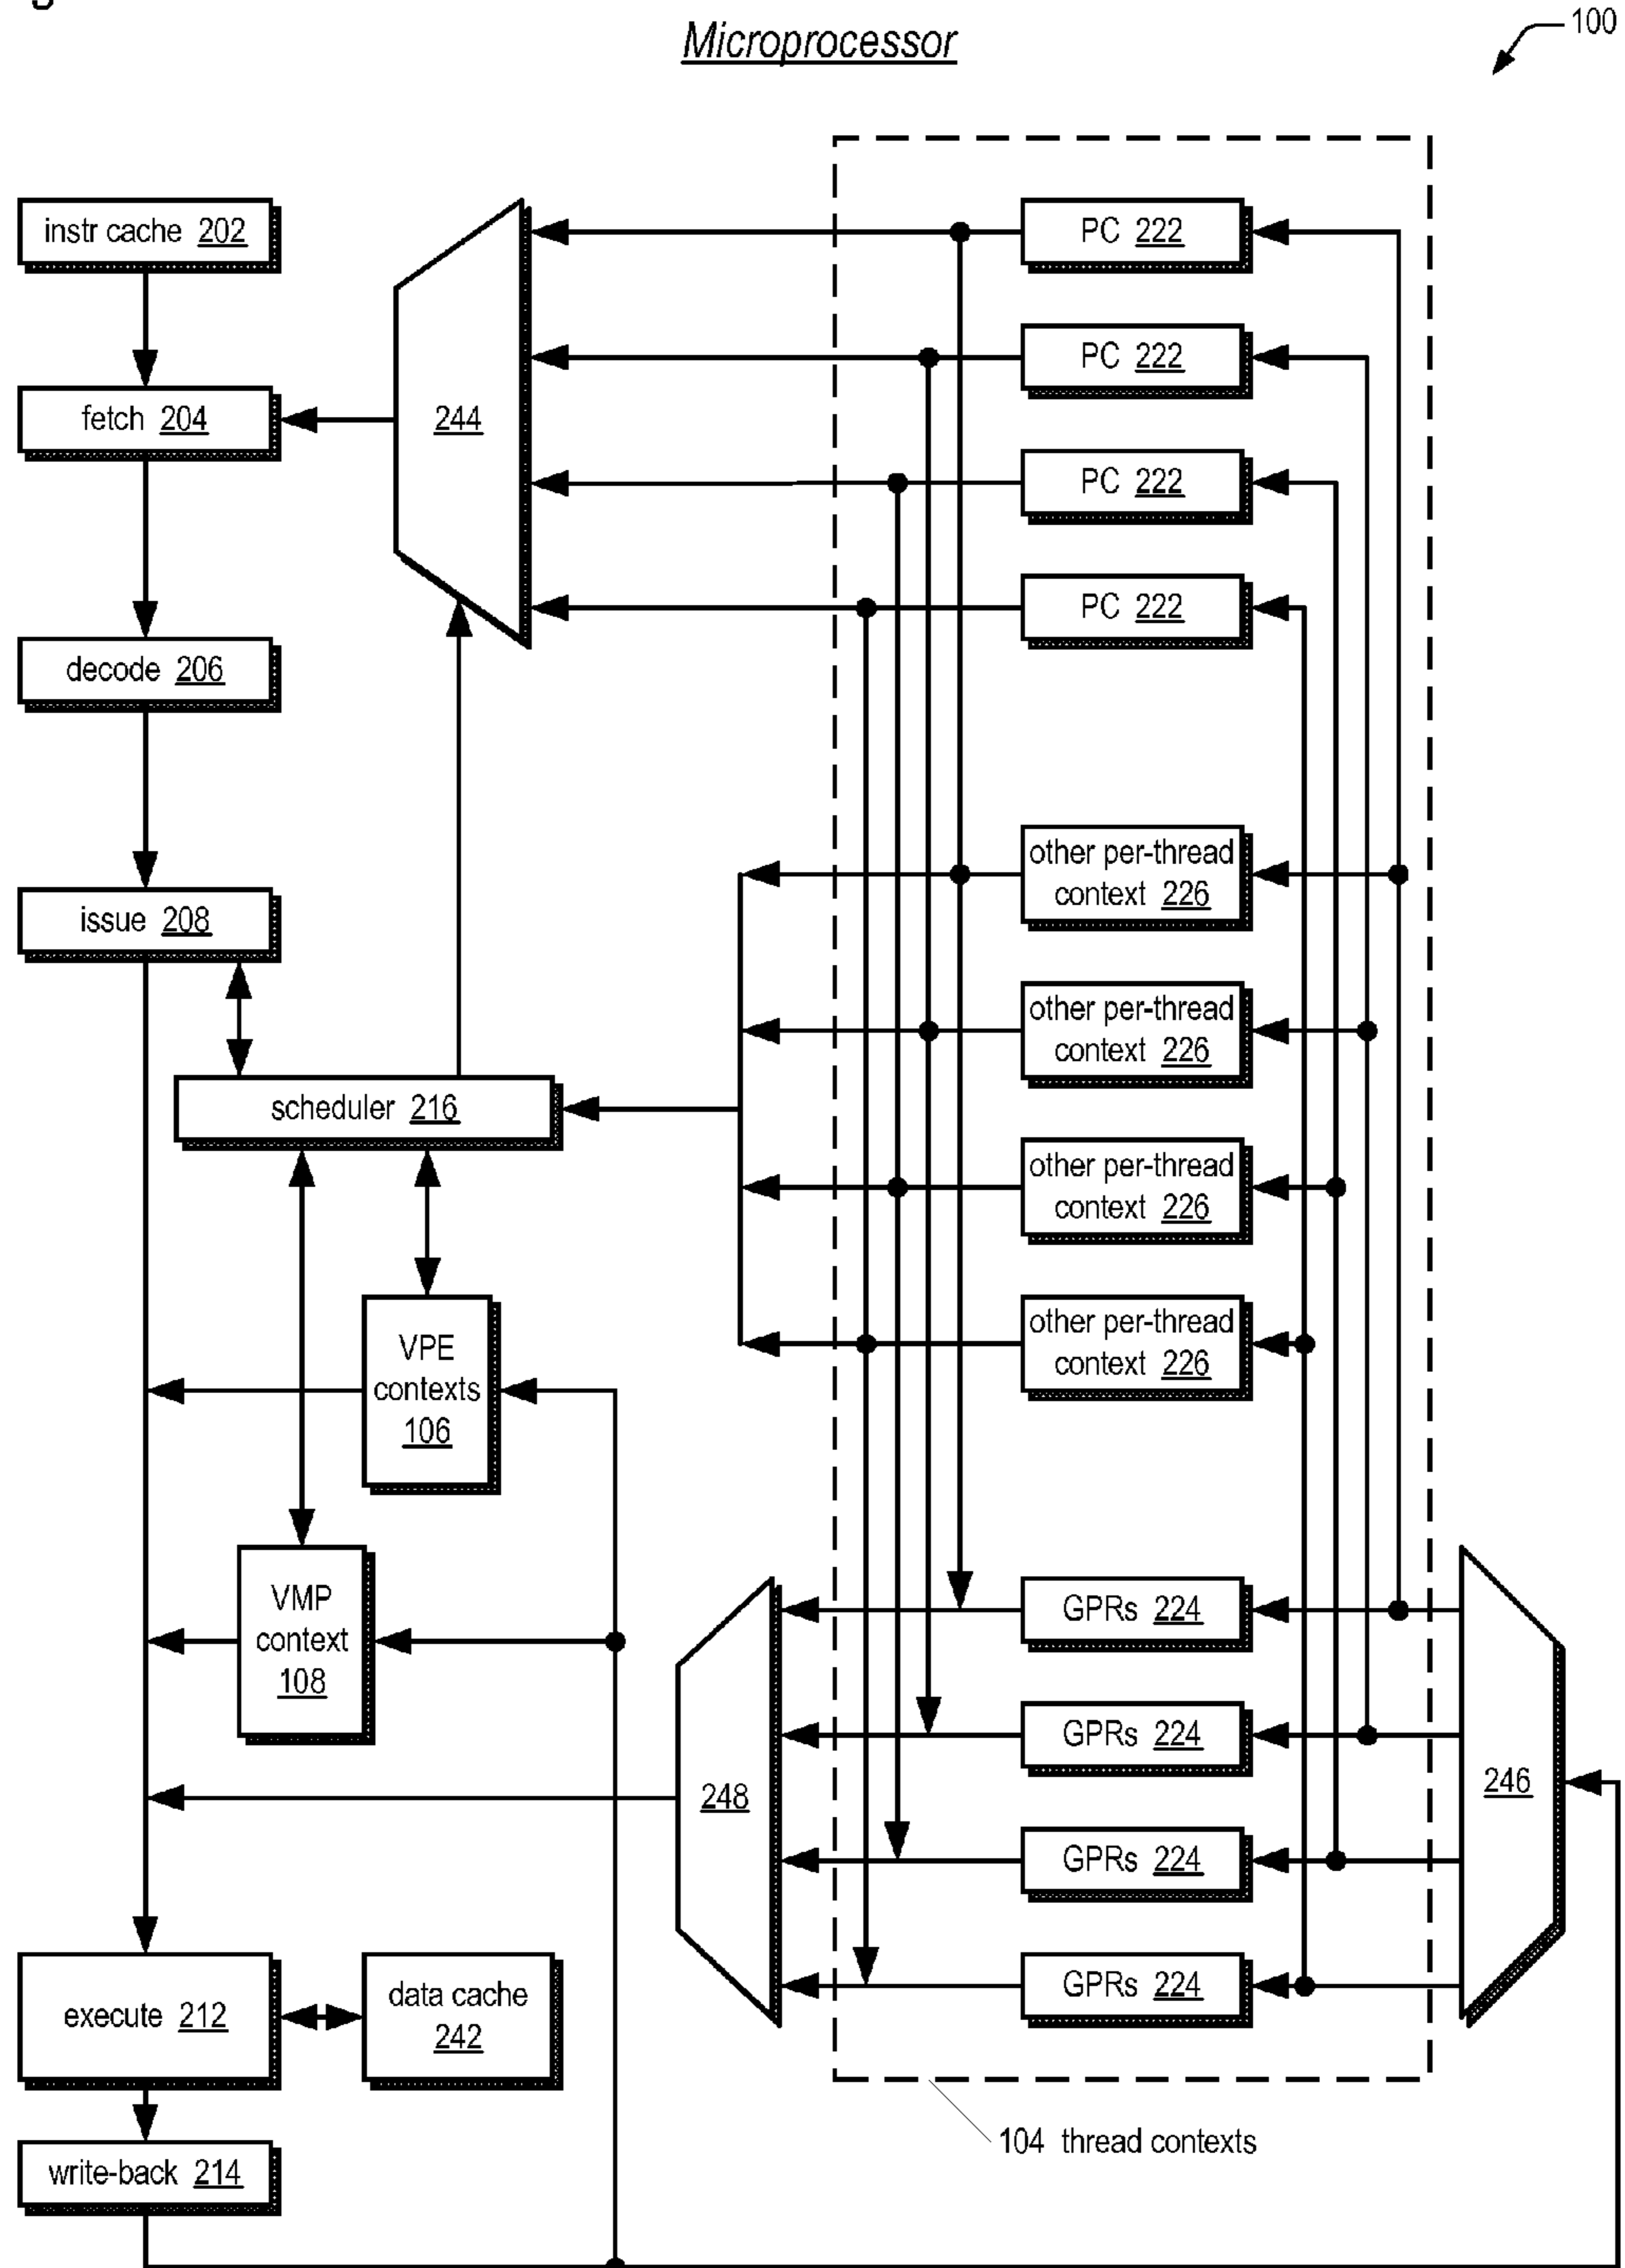 Microprocessor
100
instr cache 202
PC 222
PC 222
fetch 204
244
PC 222
PC 222
decode 206
other per-thread
context 226
issue 208
other per-thread
context 226
scheduler 216
other per-thread
context 226
other per-thread
context 226
VPE
contexts
106
VMP
context
108
GPRs 224
GPRs 224
248
246
GPRs 224
GPRs 224
execute 212
data cache
242
104 thread contexts
write-back 214